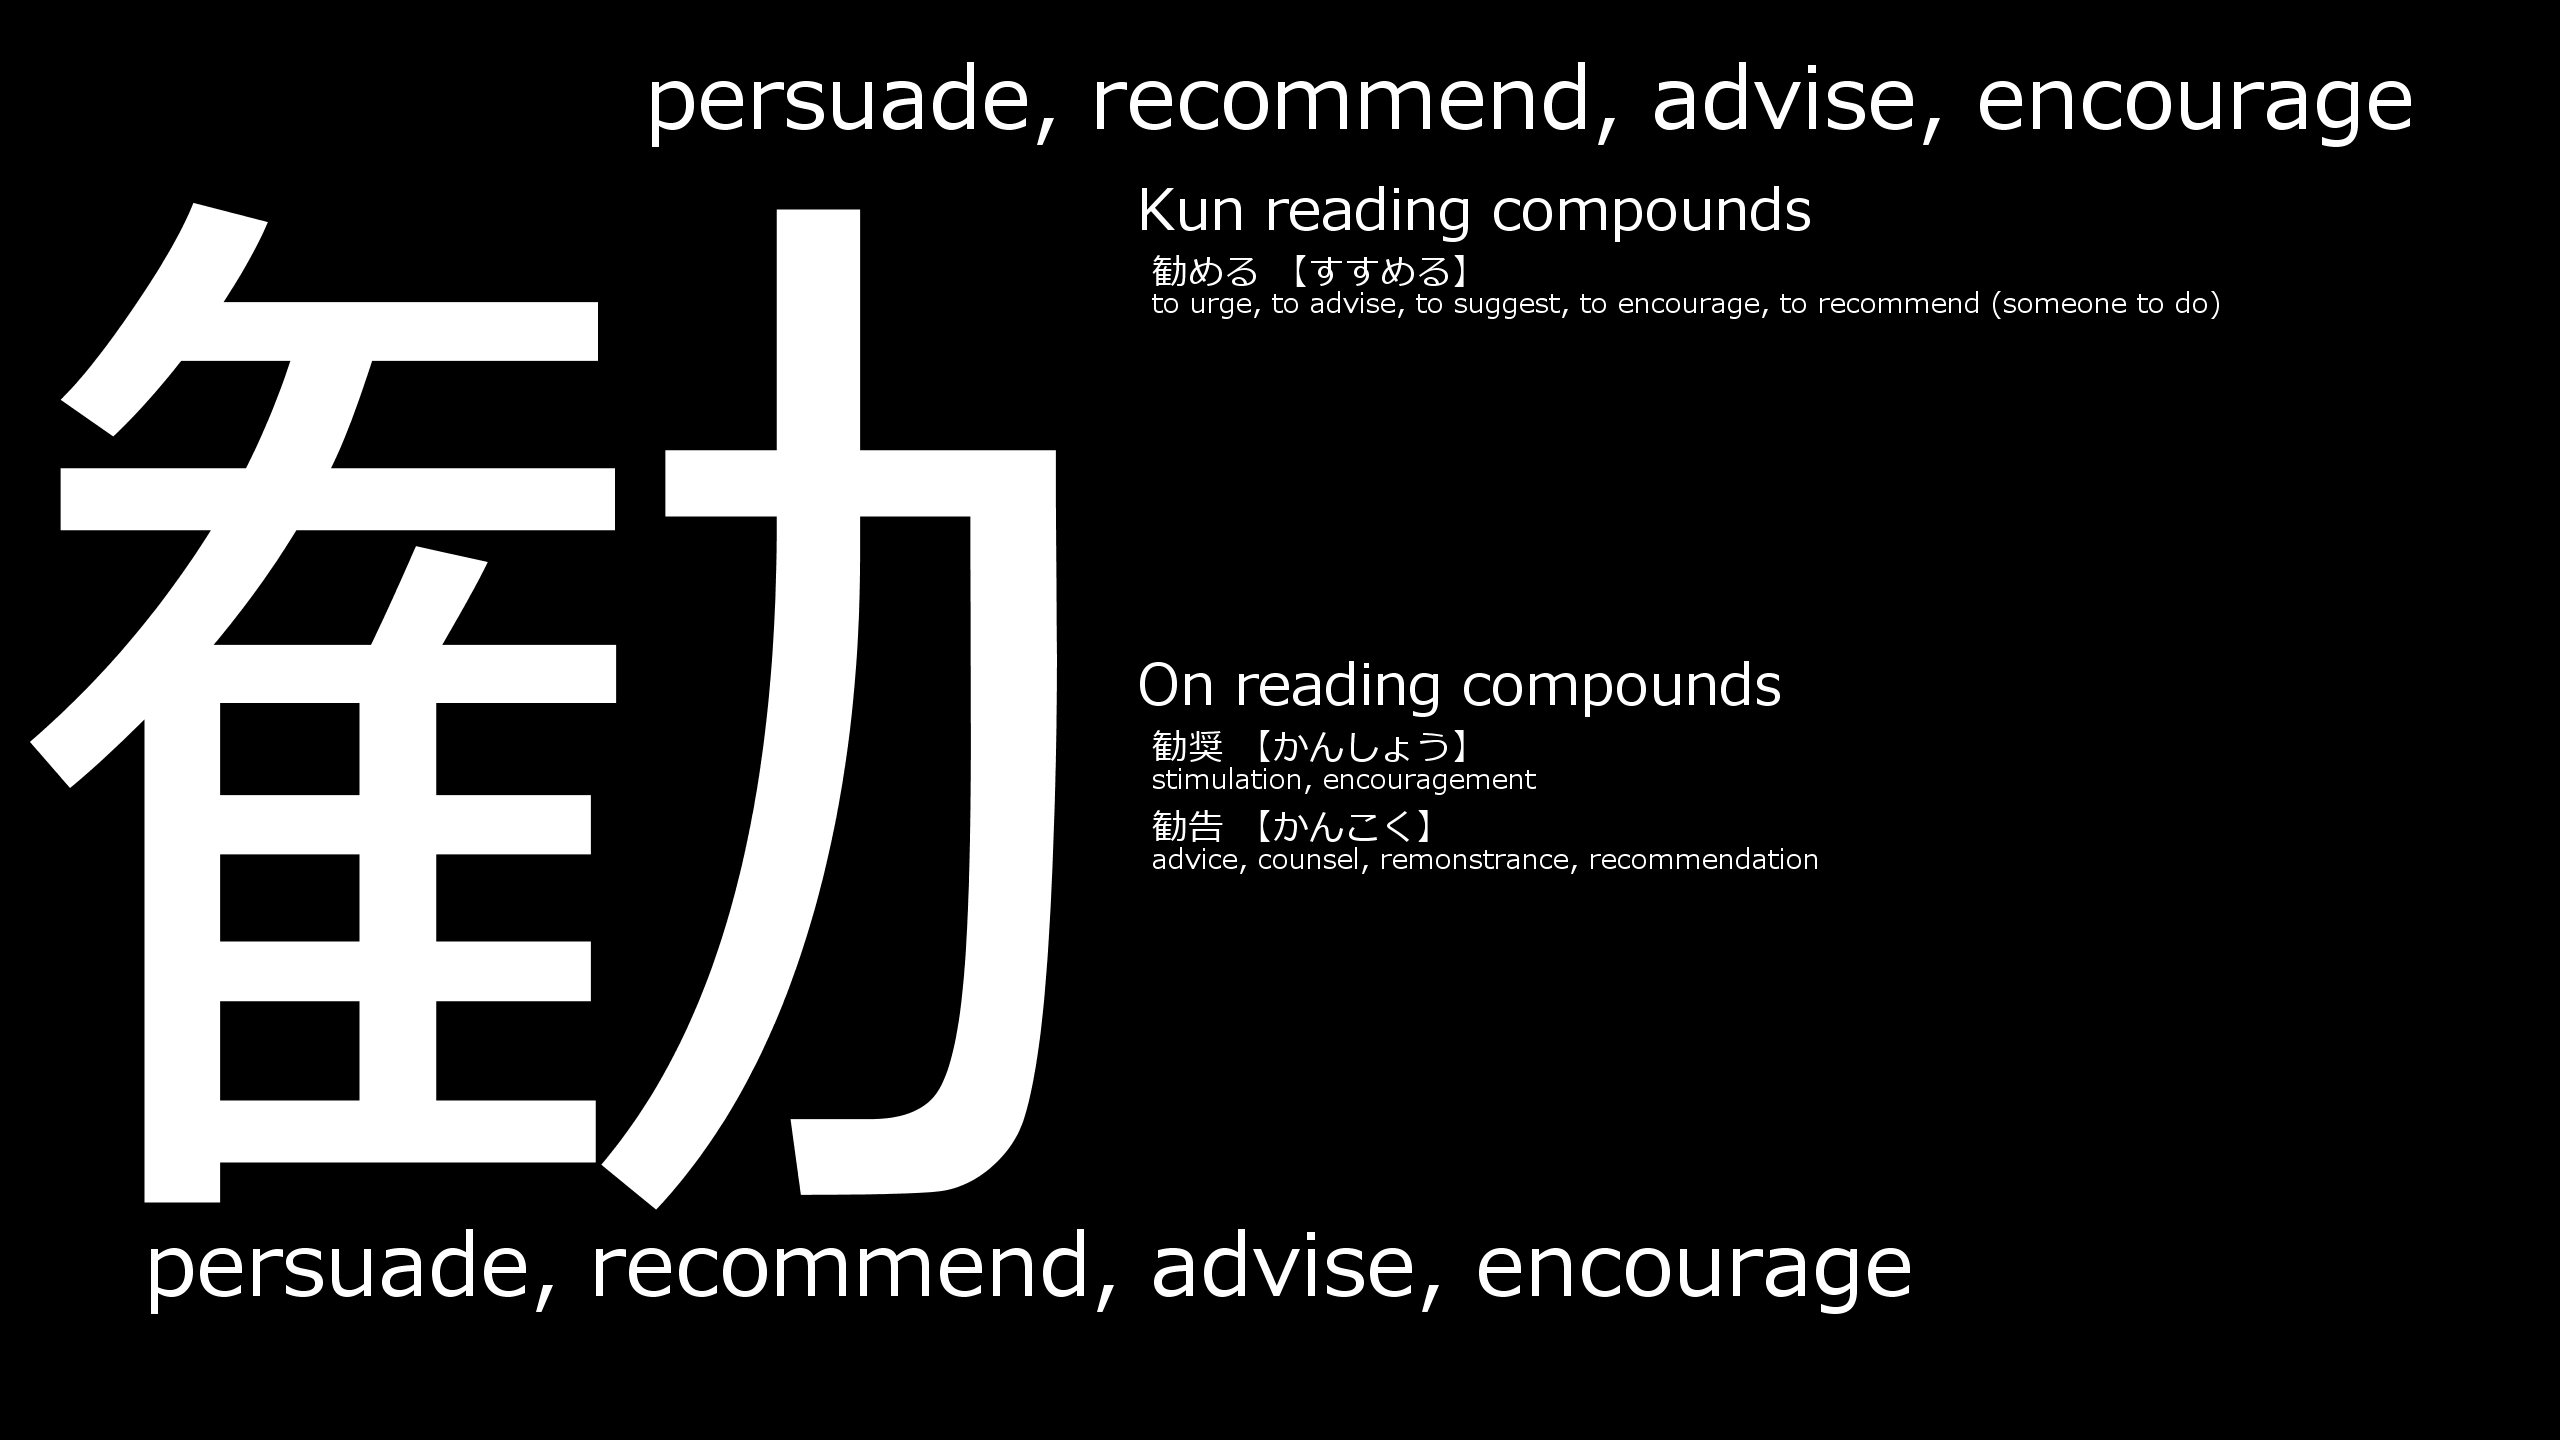 persuade, recommend, advise, encourage
勧
Kun reading compounds
勧める 【すすめる】
to urge, to advise, to suggest, to encourage, to recommend (someone to do)
On reading compounds
勧奨 【かんしょう】
stimulation, encouragement
勧告 【かんこく】
advice, counsel, remonstrance, recommendation
persuade, recommend, advise, encourage